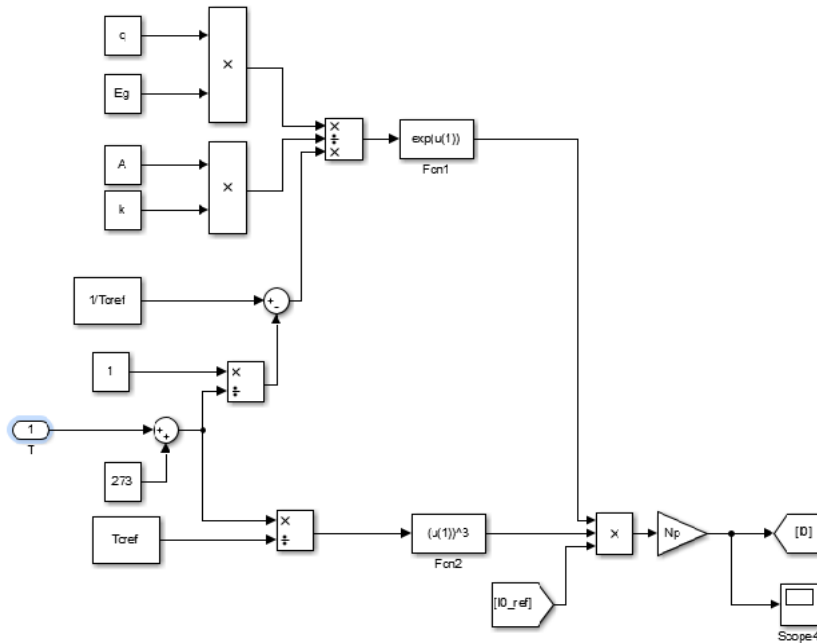 q
×
Eg
×
÷
×
exp(u(1))
Fcn1
A
×
k
1/Tcref
+
-
1
×
÷
1
T
+
+
273
Tcref
×
÷
(u(1))^3
Fcn2
×
Np
[I0]
[I0_ref]
Scope4